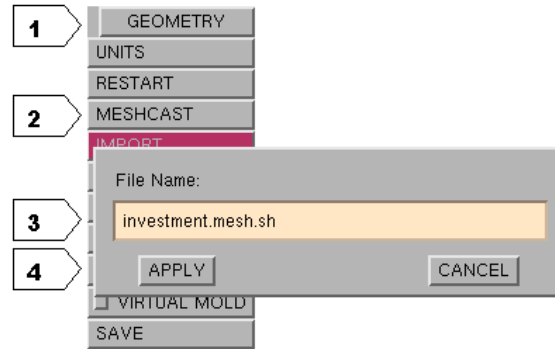 1
GEOMETRY
UNITS
RESTART
2
MESHCAST
IMPORT
File Name:
3
investment.mesh.sh
4
APPLY CANCEL
VIRTUAL MOLD
SAVE